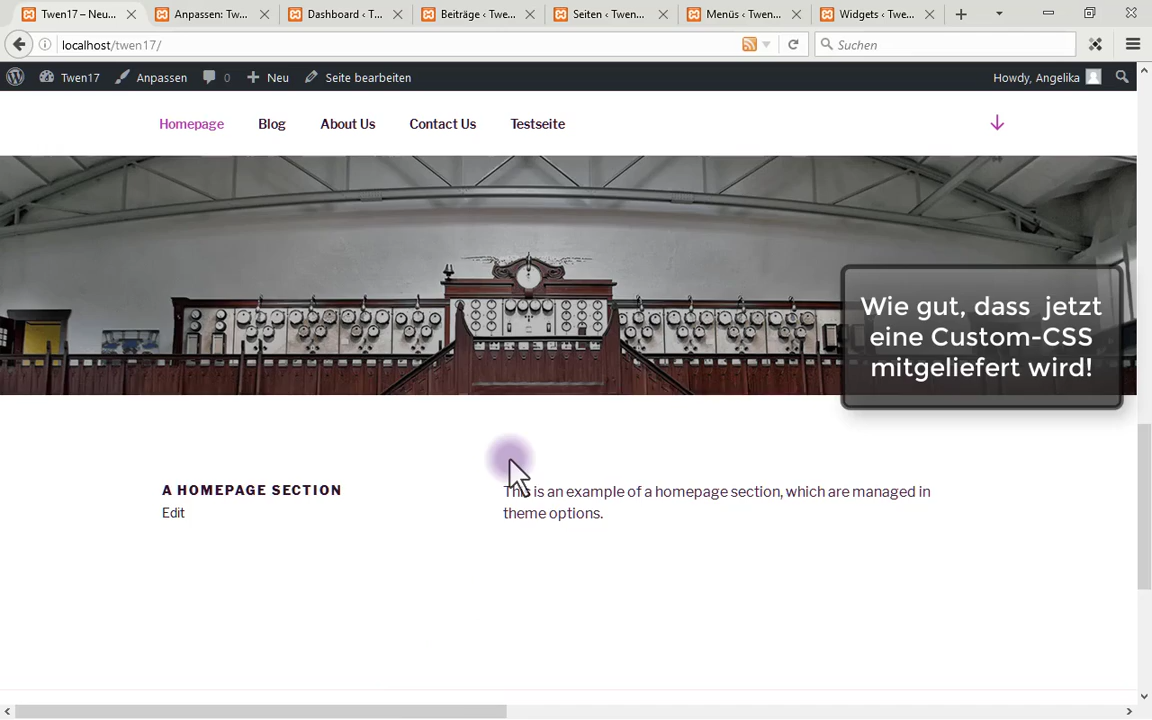 Twen17 – Neu...
Anpassen: Tw...
Dashboard ‹ T...
Beiträge ‹ Twe...
Seiten ‹ Twen...
Menüs ‹ Twen...
Widgets ‹ Twe...
localhost/twen17/
Suchen
Twen17
Anpassen
0
Neu
Seite bearbeiten
Howdy, Angelika
Homepage
Blog
About Us
Contact Us
Testseite
Wie gut, dass jetzt
eine Custom-CSS
mitgeliefert wird!
A HOMEPAGE SECTION
Edit
This is an example of a homepage section, which are managed in
theme options.